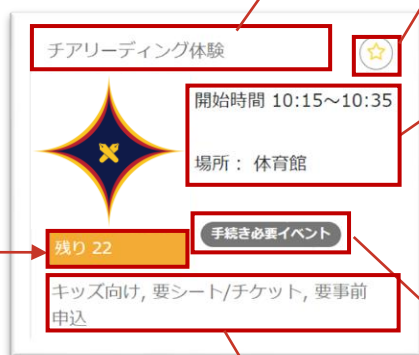 チアリーディング体験
開始時間 10:15～10:35
場所： 体育館
手続き必要イベント
残り 22
キッズ向け, 要シート/チケット, 要事前
申込